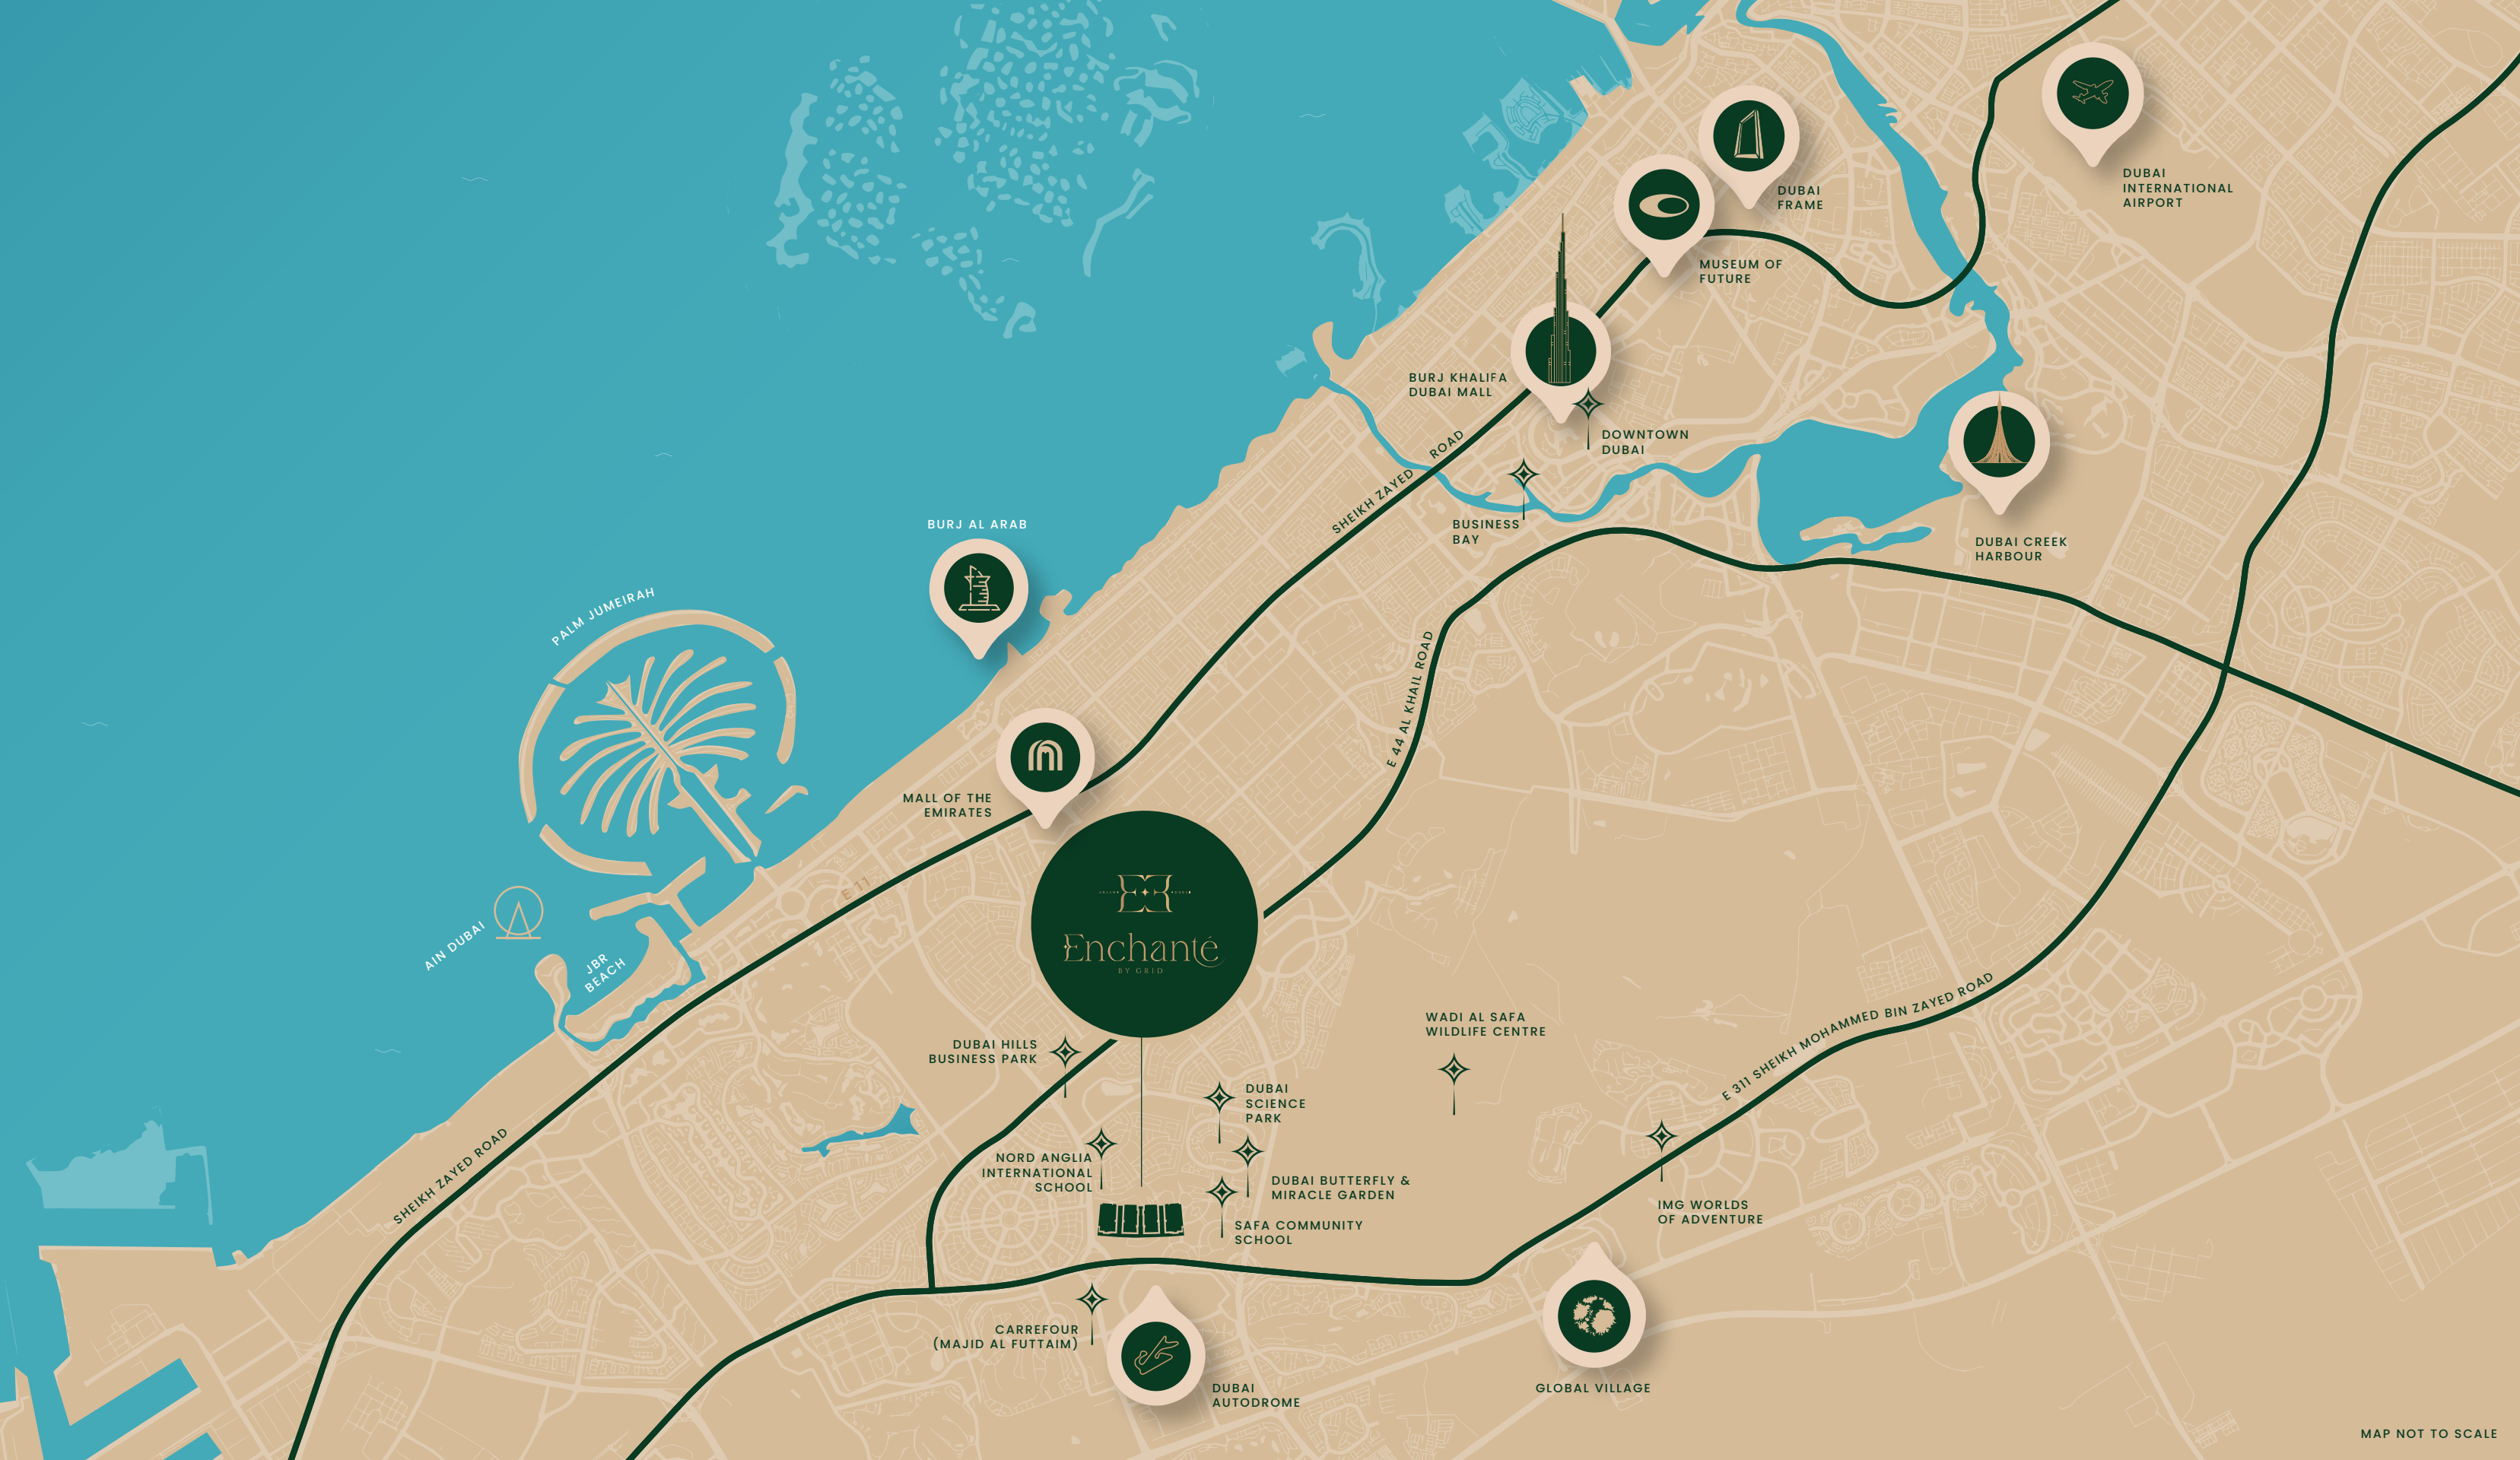 DUBAI
INTERNATIONAL
AIRPORT
DUBAI
FRAME
MUSEUM OF
FUTURE
BURJ KHALIFA
DUBAI MALL
DOWNTOWN
DUBAI
SHEIKH ZAYED ROAD
BUSINESS
BAY
DUBAI CREEK
HARBOUR
BURJ AL ARAB
PALM JUMEIRAH
E 44 AL KHAIL ROAD
MALL OF THE
EMIRATES
E 11
AIN DUBAI
JBR
BEACH
Enchanté
BY GRID
WADI AL SAFA
WILDLIFE CENTRE
E 311 SHEIKH MOHAMMED BIN ZAYED ROAD
DUBAI HILLS
BUSINESS PARK
DUBAI
SCIENCE
PARK
SHEIKH ZAYED ROAD
NORD ANGLIA
INTERNATIONAL
SCHOOL
DUBAI BUTTERFLY &
MIRACLE GARDEN
SAFA COMMUNITY
SCHOOL
IMG WORLDS
OF ADVENTURE
CARREFOUR
(MAJID AL FUTTAIM)
DUBAI
AUTODROME
GLOBAL VILLAGE
MAP NOT TO SCALE